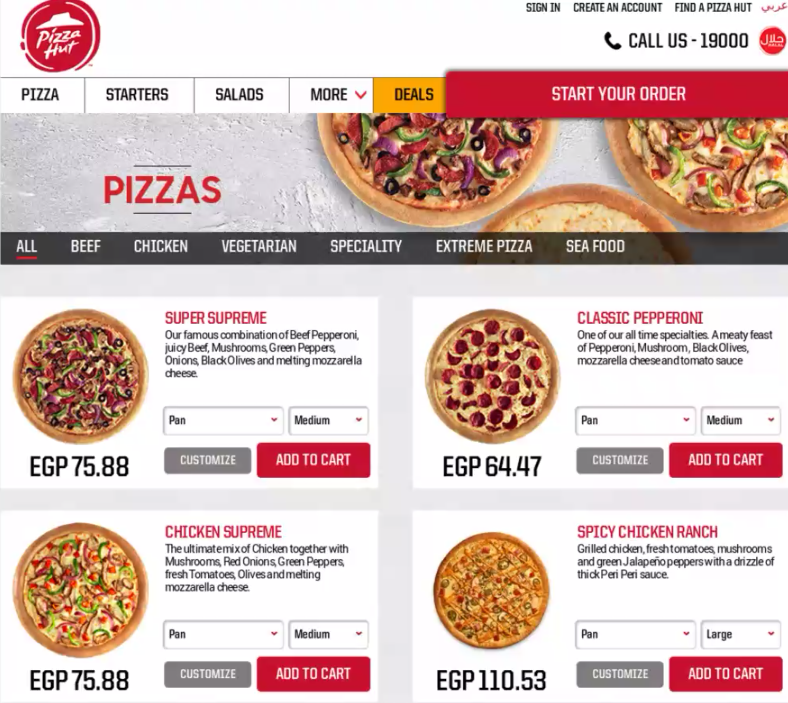 SIGN IN CREATE AN ACCOUNT FIND A PIZZA HUT عربي
Pizza
Hut
CALL US - 19000 حلال HALAL
PIZZA STARTERS SALADS MORE DEALS START YOUR ORDER
PIZZAS
ALL BEEF CHICKEN VEGETARIAN SPECIALITY EXTREME PIZZA SEA FOOD
SUPER SUPREME
Our famous combination of Beef Pepperoni,
juicy Beef, Mushrooms, Green Peppers,
Onions, Black Olives and melting mozzarella
cheese.
Pan Medium
EGP 75.88 CUSTOMIZE ADD TO CART
CLASSIC PEPPERONI
One of our all time specialties. A meaty feast
of Pepperoni, Mushroom, Black Olives,
mozzarella cheese and tomato sauce
Pan Medium
EGP 64.47 CUSTOMIZE ADD TO CART
CHICKEN SUPREME
The ultimate mix of Chicken together with
Mushrooms, Red Onions, Green Peppers,
fresh Tomatoes, Olives and melting
mozzarella cheese.
Pan Medium
EGP 75.88 CUSTOMIZE ADD TO CART
SPICY CHICKEN RANCH
Grilled chicken, fresh tomatoes, mushrooms
and green Jalapeño peppers with a drizzle of
thick Peri Peri sauce.
Pan Large
EGP 110.53 CUSTOMIZE ADD TO CART